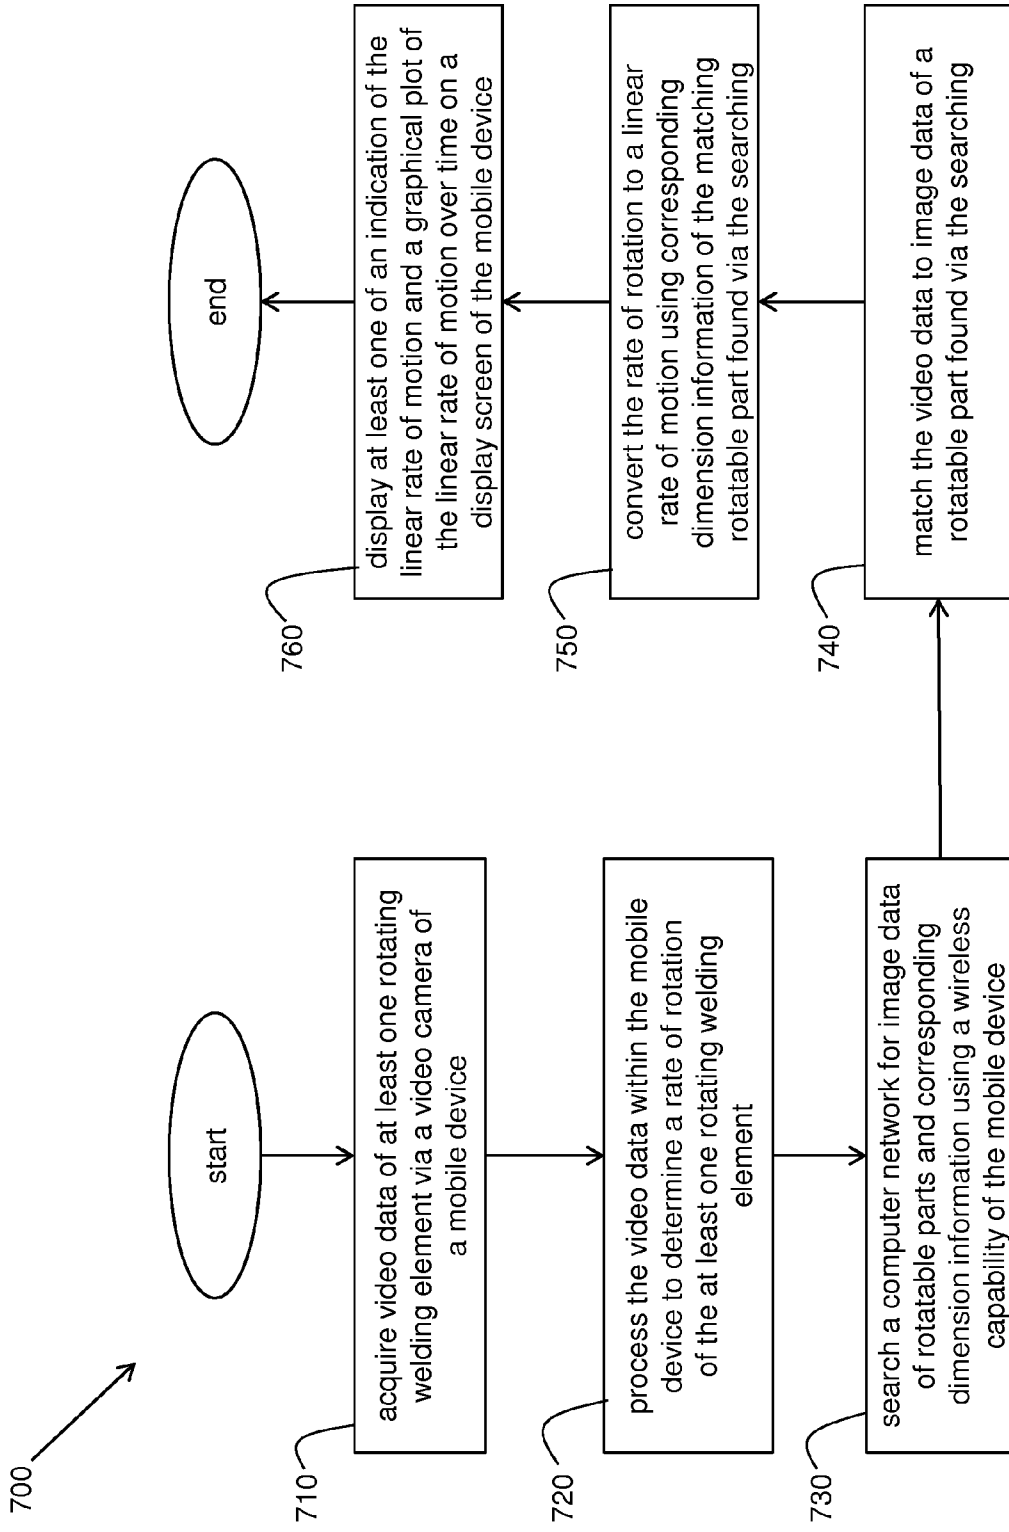 700
start
710
acquire video data of at least one rotating
welding element via a video camera of
a mobile device
720
process the video data within the mobile
device to determine a rate of rotation
of the at least one rotating welding
element
730
search a computer network for image data
of rotatable parts and corresponding
dimension information using a wireless
capability of the mobile device
740
match the video data to image data of a
rotatable part found via the searching
750
convert the rate of rotation to a linear
rate of motion using corresponding
dimension information of the matching
rotatable part found via the searching
760
display at least one of an indication of the
linear rate of motion and a graphical plot of
the linear rate of motion over time on a
display screen of the mobile device
end